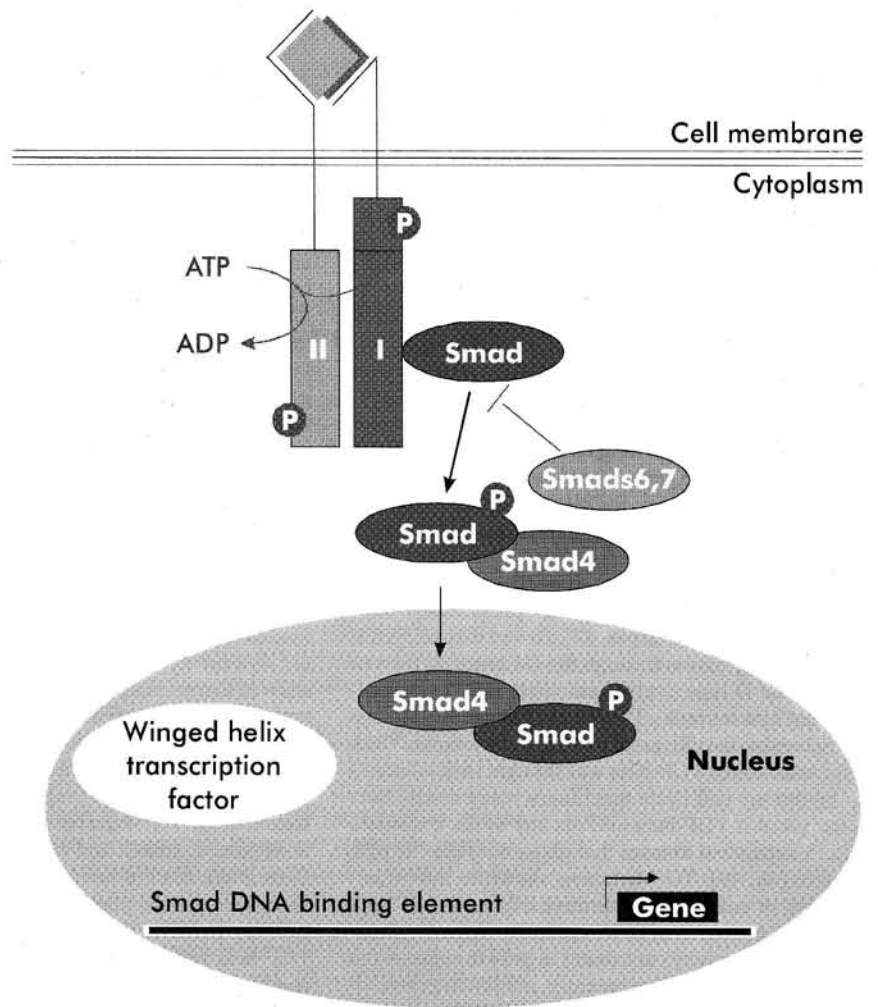 Cell membrane
Cytoplasm
P
ATP
ADP
II
I
Smad
P
Smads6,7
P
Smad
Smad4
Smad4
P
Smad
Winged helix
transcription
factor
Nucleus
Smad DNA binding element
Gene